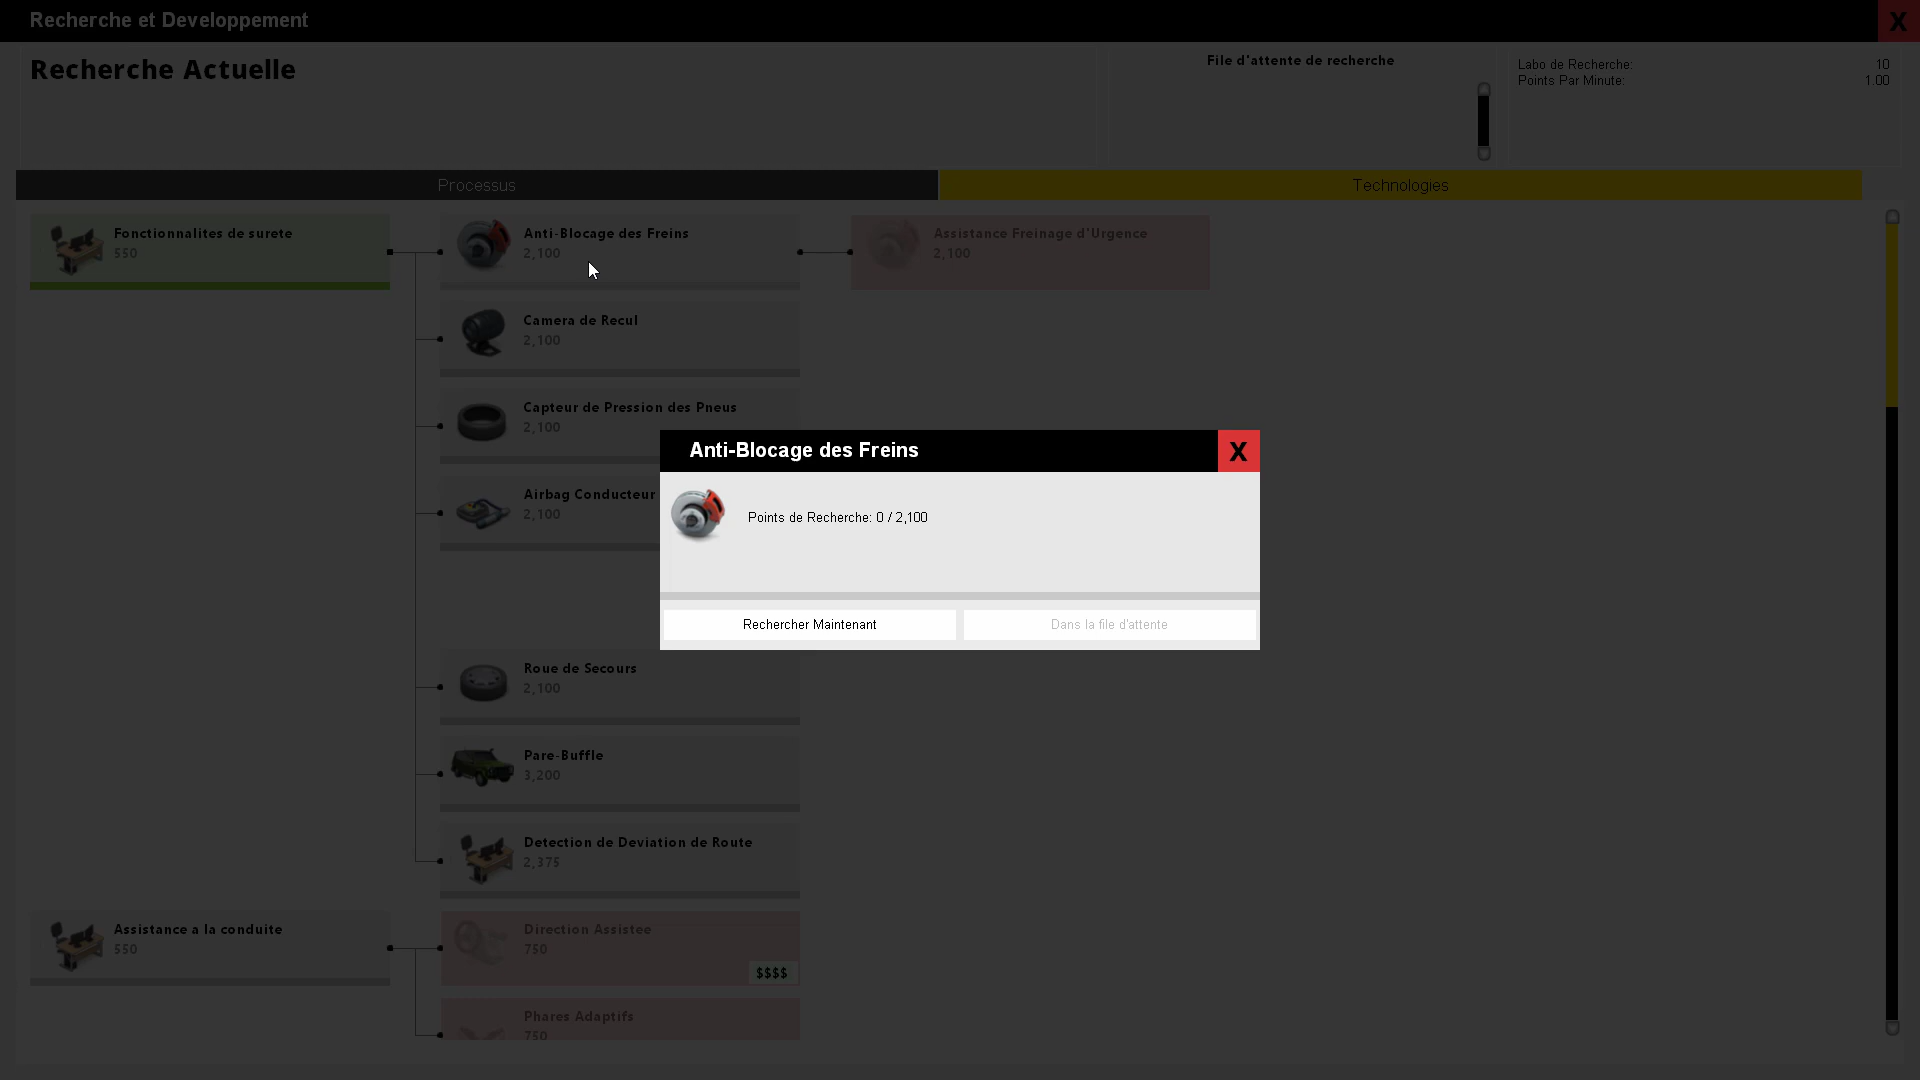 Recherche et Developpement
X
Recherche Actuelle
File d'attente de recherche
Labo de Recherche: 10
Points Par Minute: 1.00
Processus
Technologies
Fonctionnalites de surete
550
Anti-Blocage des Freins
2,100
Assistance Freinage d'Urgence
2,100
Camera de Recul
2,100
Capteur de Pression des Pneus
2,100
Airbag Conducteur
2,100
Anti-Blocage des Freins
X
Points de Recherche: 0 / 2,100
Rechercher Maintenant
Dans la file d'attente
Roue de Secours
2,100
Pare-Buffle
3,200
Detection de Deviation de Route
2,375
Assistance a la conduite
550
Direction Assistee
750
$$$$
Phares Adaptifs
750